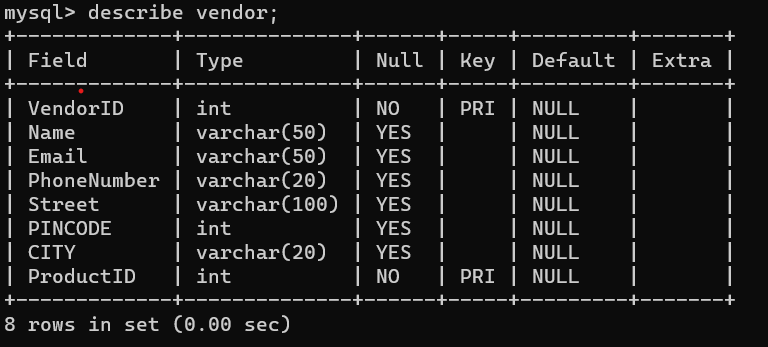 mysql> describe vendor;
+-------------+--------------+------+-----+---------+-------+
| Field       | Type         | Null | Key | Default | Extra |
+-------------+--------------+------+-----+---------+-------+
| VendorID    | int          | NO   | PRI | NULL    |       |
| Name        | varchar(50)  | YES  |     | NULL    |       |
| Email       | varchar(50)  | YES  |     | NULL    |       |
| PhoneNumber | varchar(20)  | YES  |     | NULL    |       |
| Street      | varchar(100) | YES  |     | NULL    |       |
| PINCODE     | int          | YES  |     | NULL    |       |
| CITY        | varchar(20)  | YES  |     | NULL    |       |
| ProductID   | int          | NO   | PRI | NULL    |       |
+-------------+--------------+------+-----+---------+-------+
8 rows in set (0.00 sec)